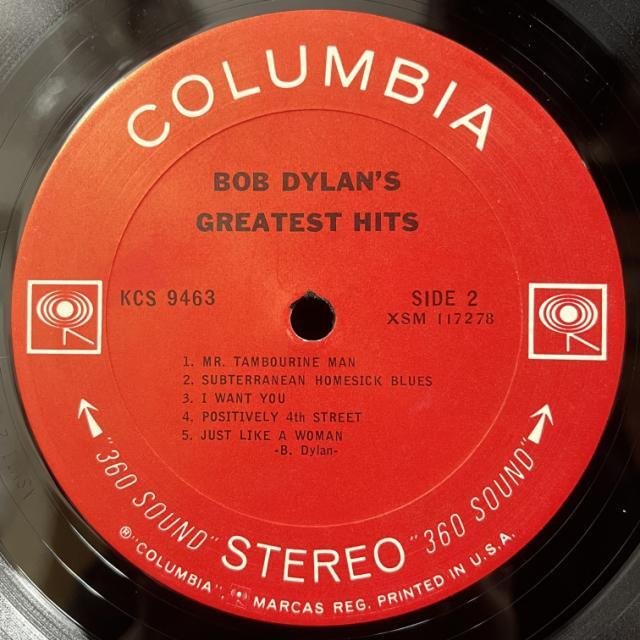 COLUMBIA
BOB DYLAN'S
GREATEST HITS
KCS 9463
SIDE 2
XSM 117278
1. MR. TAMBOURINE MAN
2. SUBTERRANEAN HOMESICK BLUES
3. I WANT YOU
4. POSITIVELY 4th STREET
5. JUST LIKE A WOMAN
-B. Dylan-
"360 SOUND" STEREO "360 SOUND"
® "COLUMBIA", MARCAS REG. PRINTED IN U.S.A.